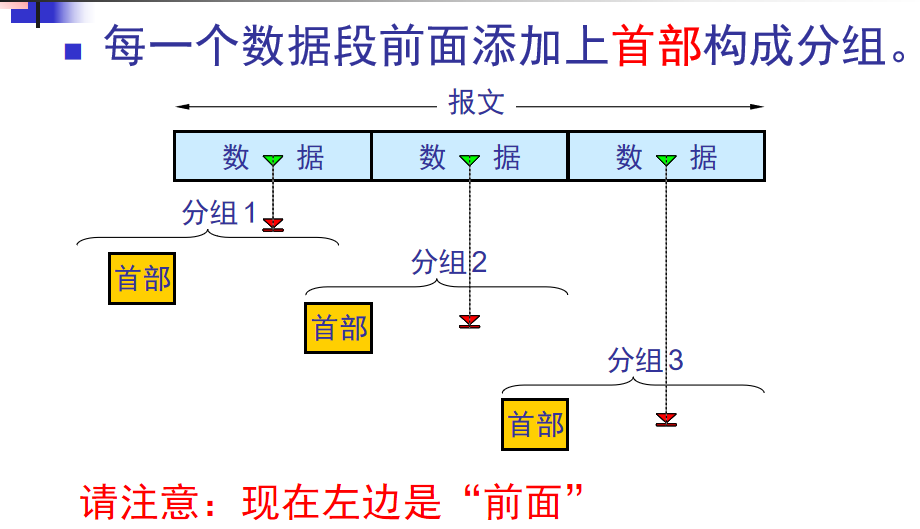 每一个数据段前面添加上首部构成分组。
报文
数 据 数 据 数 据
分组 1
首部
分组 2
首部
分组 3
首部
请注意：现在左边是“前面”